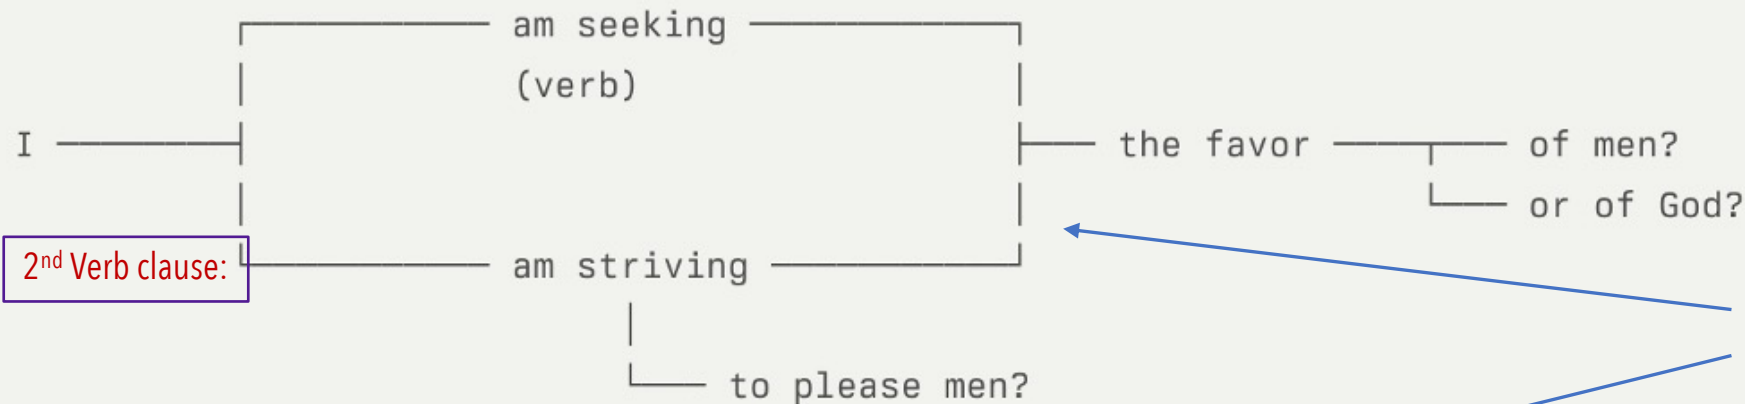 am seeking
(verb)
I the favor of men?
or of God?
2nd Verb clause: am striving
to please men?